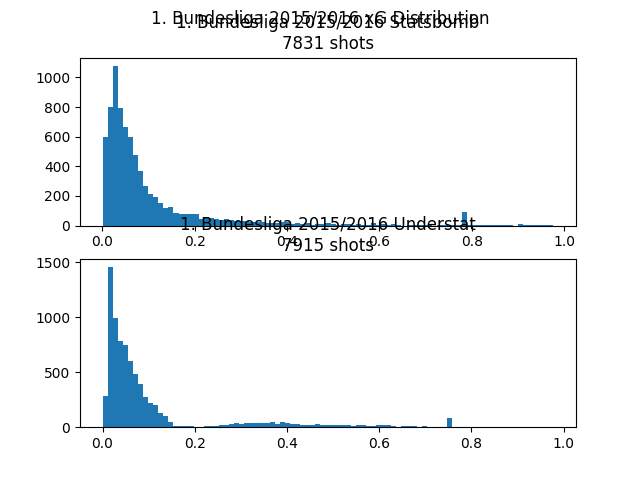 1. Bundesliga 2015/2016 xG Distribution
1. Bundesliga 2015/2016 Statsbomb
7831 shots
1000
800
600
400
200
0
0.0 0.2 0.4 0.6 0.8 1.0
1. Bundesliga 2015/2016 Understat
7915 shots
1500
1000
500
0
0.0 0.2 0.4 0.6 0.8 1.0